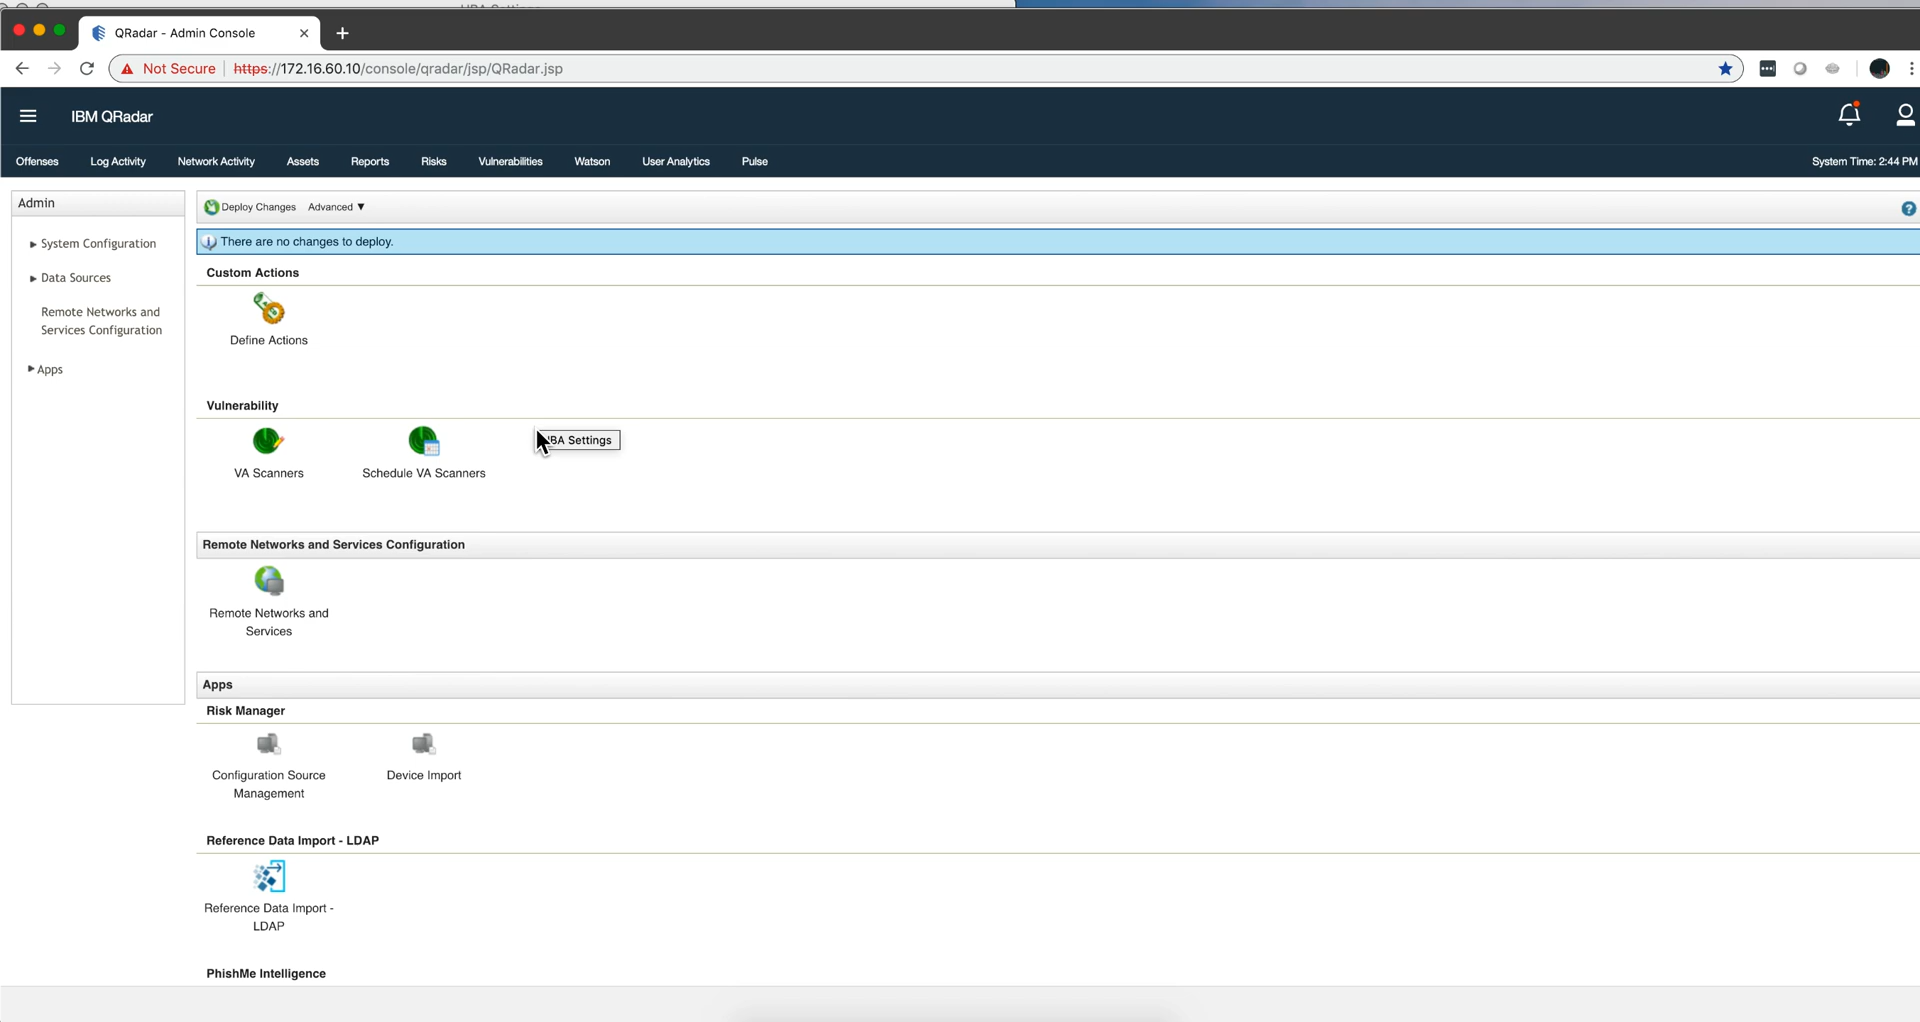 QRadar - Admin Console
Not Secure
https://172.16.60.10/console/qradar/jsp/QRadar.jsp
IBM QRadar
Offenses
Log Activity
Network Activity
Assets
Reports
Risks
Vulnerabilities
Watson
User Analytics
Pulse
System Time: 2:44 PM
Admin
System Configuration
Data Sources
Remote Networks and
Services Configuration
Apps
Deploy Changes
Advanced ▼
There are no changes to deploy.
Custom Actions
Define Actions
Vulnerability
VA Scanners
Schedule VA Scanners
BA Settings
Remote Networks and Services Configuration
Remote Networks and
Services
Apps
Risk Manager
Configuration Source
Management
Device Import
Reference Data Import - LDAP
Reference Data Import -
LDAP
PhishMe Intelligence